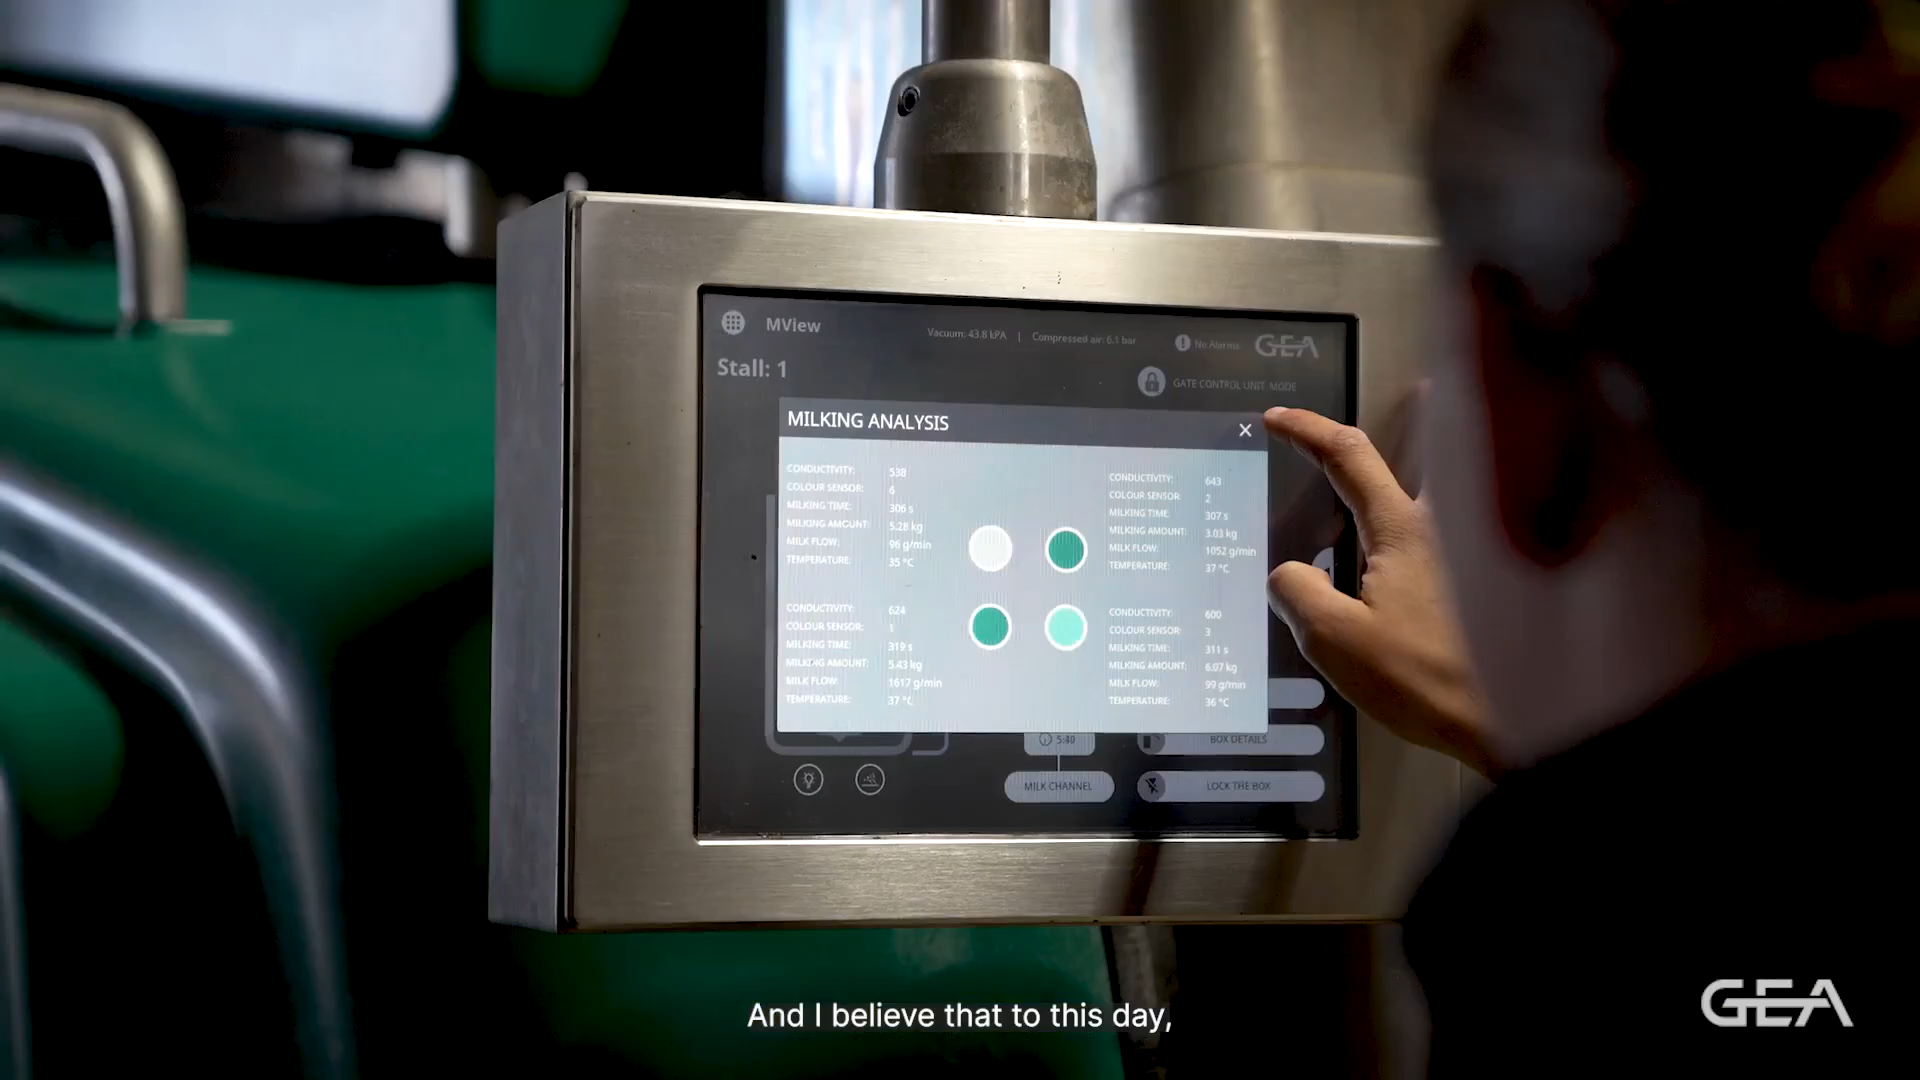 MView
Vacuum: 43.8 kPA | Compressed air: 6.1 bar
No Alarms
GEA
Stall: 1
GATE CONTROL UNIT MODE
MILKING ANALYSIS
X
CONDUCTIVITY: 538
COLOUR SENSOR: 6
MILKING TIME: 306 s
MILKING AMOUNT: 5.28 kg
MILK FLOW: 96 g/min
TEMPERATURE: 35 °C
CONDUCTIVITY: 643
COLOUR SENSOR: 2
MILKING TIME: 307 s
MILKING AMOUNT: 3.03 kg
MILK FLOW: 1052 g/min
TEMPERATURE: 37 °C
CONDUCTIVITY: 624
COLOUR SENSOR: 1
MILKING TIME: 319 s
MILKING AMOUNT: 5.43 kg
MILK FLOW: 1617 g/min
TEMPERATURE: 37 °C
CONDUCTIVITY: 600
COLOUR SENSOR: 3
MILKING TIME: 311 s
MILKING AMOUNT: 6.07 kg
MILK FLOW: 99 g/min
TEMPERATURE: 36 °C
5:40
BOX DETAILS
MILK CHANNEL
LOCK THE BOX
And I believe that to this day,
GEA